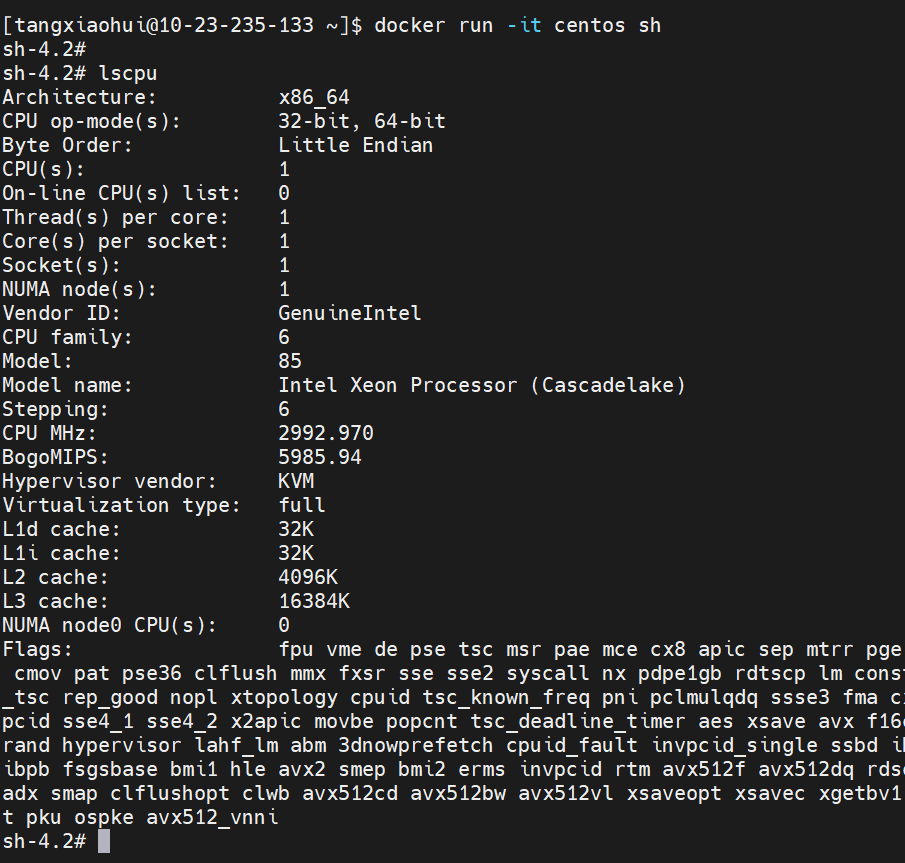 [tangxiaohui@10-23-235-133 ~]$ docker run -it centos sh
sh-4.2#
sh-4.2# lscpu
Architecture:          x86_64
CPU op-mode(s):        32-bit, 64-bit
Byte Order:            Little Endian
CPU(s):                1
On-line CPU(s) list:   0
Thread(s) per core:    1
Core(s) per socket:    1
Socket(s):             1
NUMA node(s):          1
Vendor ID:             GenuineIntel
CPU family:            6
Model:                 85
Model name:            Intel Xeon Processor (Cascadelake)
Stepping:              6
CPU MHz:               2992.970
BogoMIPS:              5985.94
Hypervisor vendor:     KVM
Virtualization type:   full
L1d cache:             32K
L1i cache:             32K
L2 cache:              4096K
L3 cache:              16384K
NUMA node0 CPU(s):     0
Flags:                 fpu vme de pse tsc msr pae mce cx8 apic sep mtrr pge
cmov pat pse36 clflush mmx fxsr sse sse2 syscall nx pdpe1gb rdtscp lm
_tsc rep_good nopl xtopology cpuid tsc_known_freq pni pclmulqdq ssse3 fma
pcid sse4_1 sse4_2 x2apic movbe popcnt tsc_deadline_timer aes xsave avx
rand hypervisor lahf_lm abm 3dnowprefetch cpuid_fault invpcid_single ssbd
ibpb fsgsbase bmi1 hle avx2 smep bmi2 erms invpcid rtm avx512f avx512dq
adx smap clflushopt clwb avx512cd avx512bw avx512vl xsaveopt xsavec xgetbv1
t pku ospke avx512_vnni
sh-4.2#